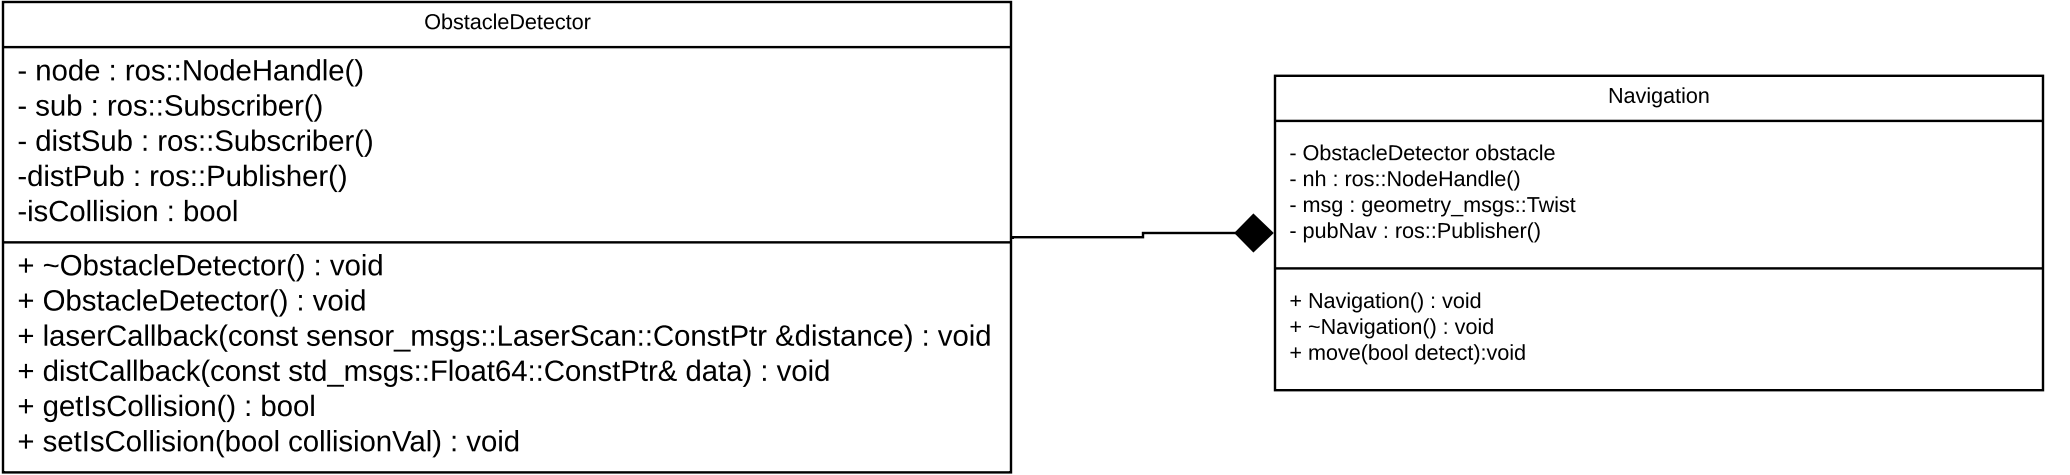 ObstacleDetector
- node : ros::NodeHandle()
- sub : ros::Subscriber()
- distSub : ros::Subscriber()
-distPub : ros::Publisher()
-isCollision : bool
+ ~ObstacleDetector() : void
+ ObstacleDetector() : void
+ laserCallback(const sensor_msgs::LaserScan::ConstPtr &distance) : void
+ distCallback(const std_msgs::Float64::ConstPtr& data) : void
+ getIsCollision() : bool
+ setIsCollision(bool collisionVal) : void
Navigation
- ObstacleDetector obstacle
- nh : ros::NodeHandle()
- msg : geometry_msgs::Twist
- pubNav : ros::Publisher()
+ Navigation() : void
+ ~Navigation() : void
+ move(bool detect):void